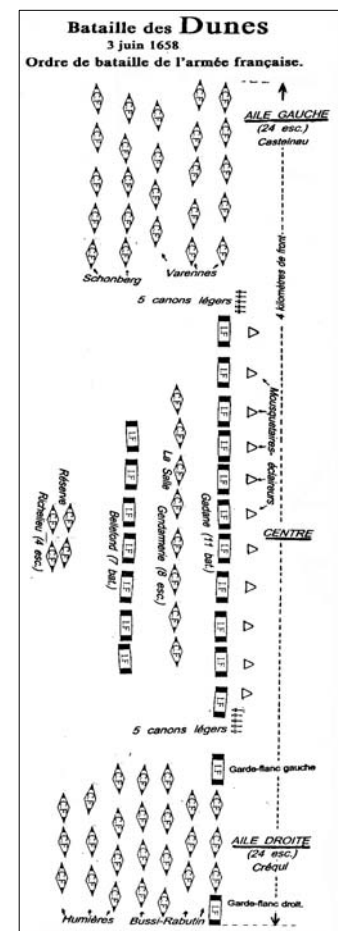 Bataille des Dunes
3 juin 1658
Ordre de bataille de l'armée française.
AILE GAUCHE
(24 esc.)
Castelnau
4 kilomètres de front
Schonberg
Varennes
5 canons légers
Mousquetaires-éclaireurs
Gadane (11 bat.)
La Salle
Gendarmerie (8 esc.)
Bellefond (7 bat.)
Réserve
Richelieu (4 esc.)
CENTRE
5 canons légers
Garde-flanc gauche
AILE DROITE
(24 esc.)
Créqui
Garde-flanc droit.
Humières
Bussi-Rabutin